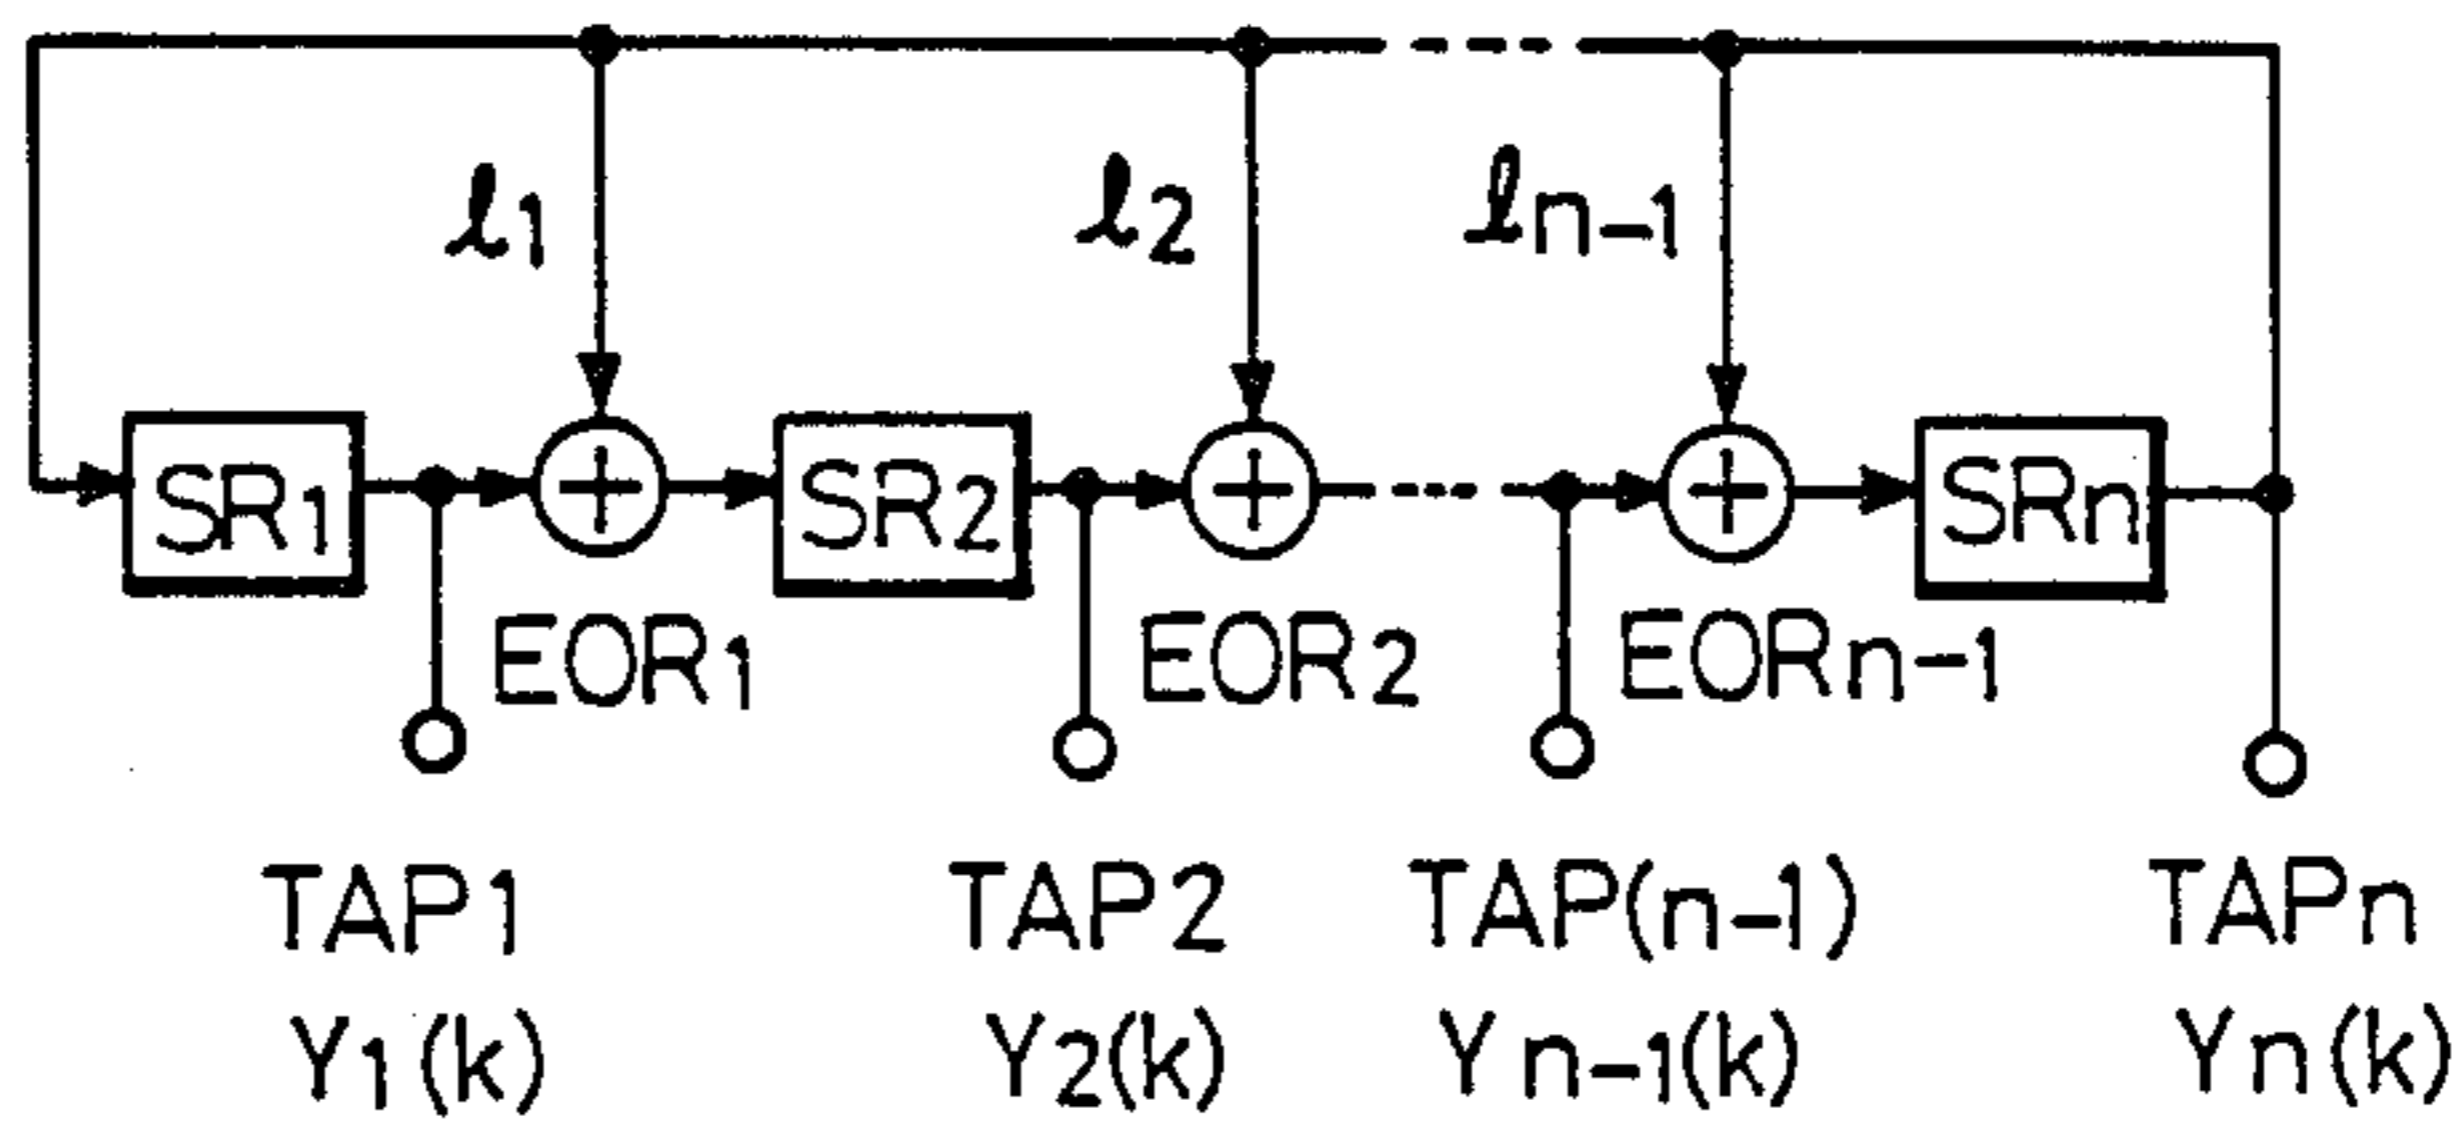 ℓ1 ℓ2 ℓn-1
SR1 SR2 SRn
EOR1 EOR2 EORn-1
TAP1 TAP2 TAP(n-1) TAPn
Y1(k) Y2(k) Yn-1(k) Yn(k)